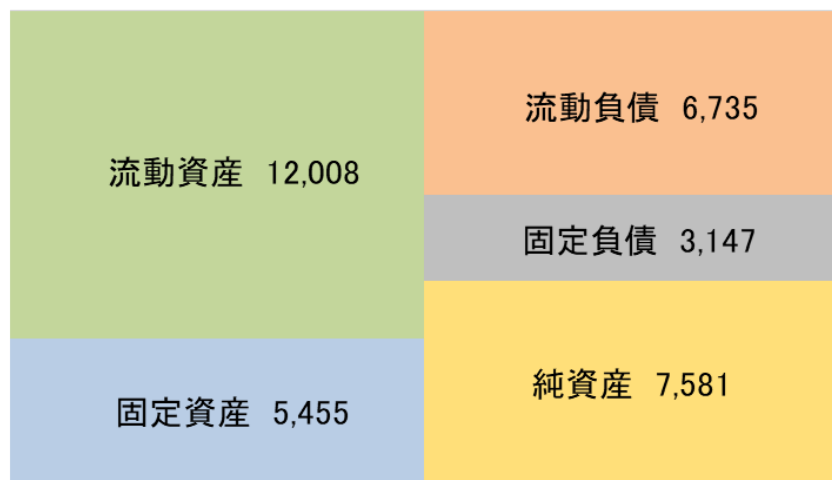 流動資産 12,008
固定資産 5,455
流動負債 6,735
固定負債 3,147
純資産 7,581